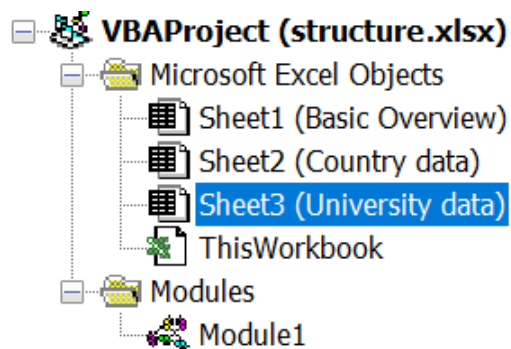 VBAProject (structure.xlsx)
Microsoft Excel Objects
Sheet1 (Basic Overview)
Sheet2 (Country data)
Sheet3 (University data)
ThisWorkbook
Modules
Module1